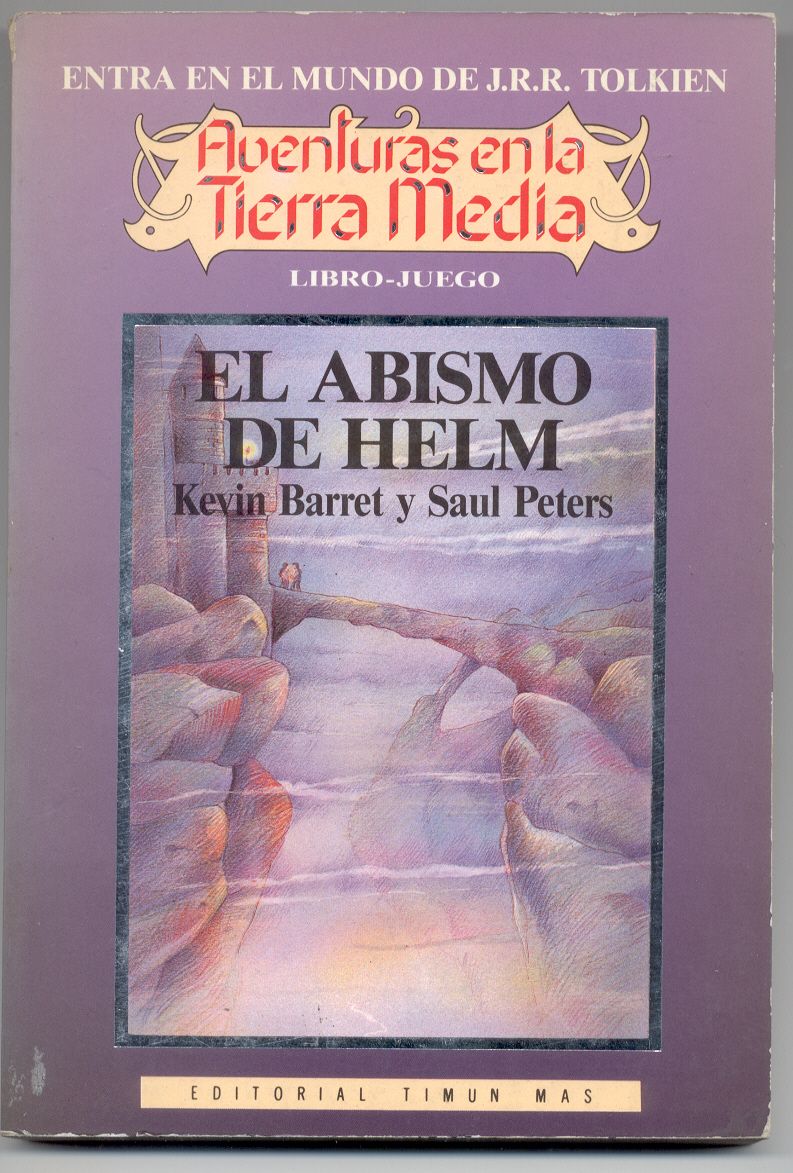 ENTRA EN EL MUNDO DE J.R.R. TOLKIEN
Aventuras en la
Tierra Media
LIBRO-JUEGO
EL ABISMO
DE HELM
Kevin Barret y Saul Peters
EDITORIAL TIMUN MAS